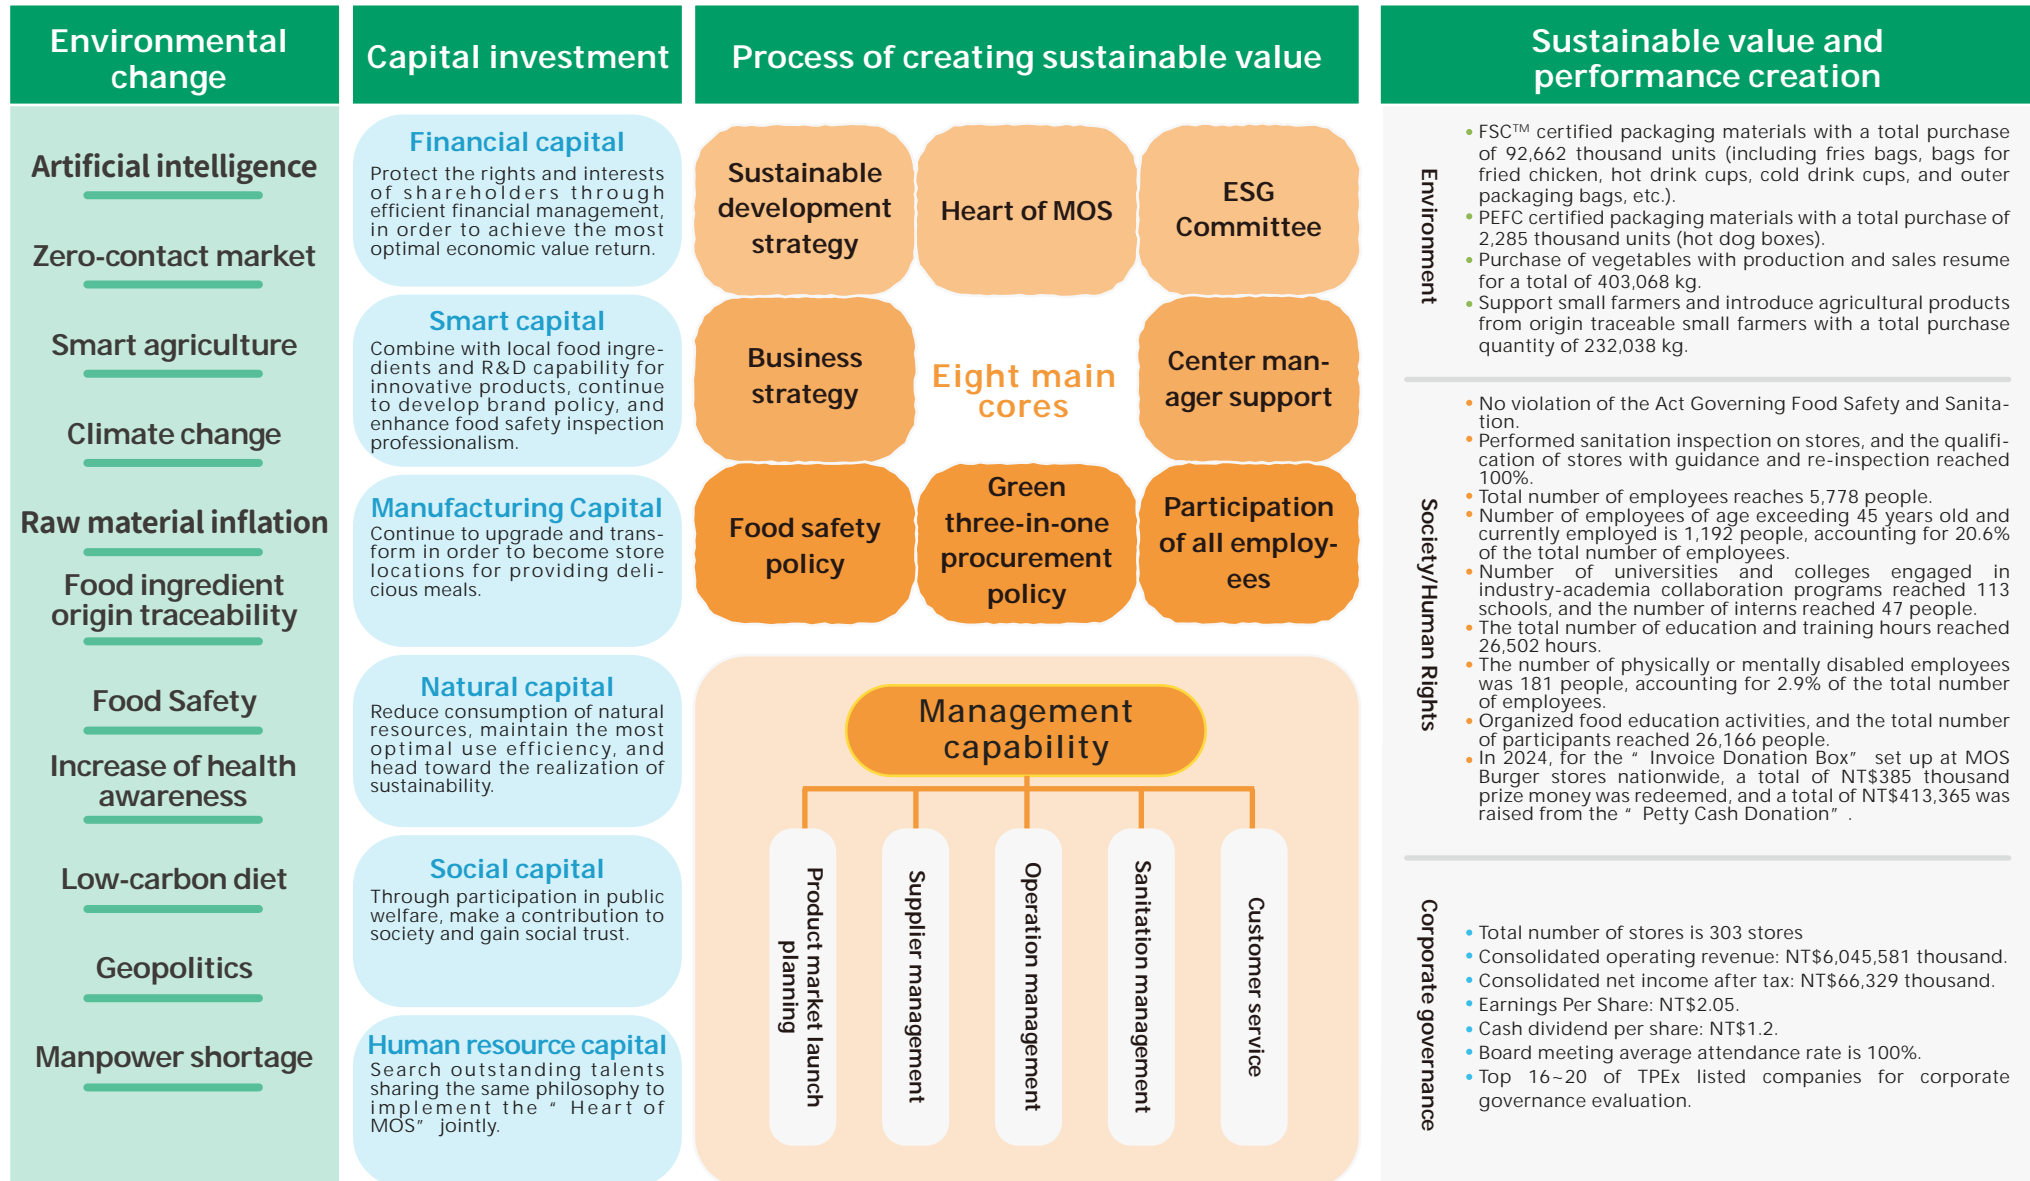 Environmental
change
Artificial intelligence
Zero-contact market
Smart agriculture
Climate change
Raw material inflation
Food ingredient
origin traceability
Food Safety
Increase of health
awareness
Low-carbon diet
Geopolitics
Manpower shortage
Capital investment
Financial capital
Protect the rights and interests
of shareholders through
efficient financial management,
in order to achieve the most
optimal economic value return.
Smart capital
Combine with local food ingre-
dients and R&D capability for
innovative products, continue
to develop brand policy, and
enhance food safety inspection
professionalism.
Manufacturing Capital
Continue to upgrade and trans-
form in order to become store
locations for providing deli-
cious meals.
Natural capital
Reduce consumption of natural
resources, maintain the most
optimal use efficiency, and
head toward the realization of
sustainability.
Social capital
Through participation in public
welfare, make a contribution to
society and gain social trust.
Human resource capital
Search outstanding talents
sharing the same philosophy to
implement the “ Heart of
MOS” jointly.
Process of creating sustainable value
Sustainable
development
strategy
Heart of MOS
ESG
Committee
Business
strategy
Eight main
cores
Center man-
ager support
Food safety
policy
Green
three-in-one
procurement
policy
Participation
of all employ-
ees
Management
capability
Product market launch
planning
Supplier management
Operation management
Sanitation management
Customer service
Sustainable value and
performance creation
Environment
• FSC™ certified packaging materials with a total purchase
of 92,662 thousand units (including fries bags, bags for
fried chicken, hot drink cups, cold drink cups, and outer
packaging bags, etc.).
• PEFC certified packaging materials with a total purchase of
2,285 thousand units (hot dog boxes).
• Purchase of vegetables with production and sales resume
for a total of 403,068 kg.
• Support small farmers and introduce agricultural products
from origin traceable small farmers with a total purchase
quantity of 232,038 kg.
Society/Human Rights
• No violation of the Act Governing Food Safety and Sanita-
tion.
• Performed sanitation inspection on stores, and the qualifi-
cation of stores with guidance and re-inspection reached
100%.
• Total number of employees reaches 5,778 people.
• Number of employees of age exceeding 45 years old and
currently employed is 1,192 people, accounting for 20.6%
of the total number of employees.
• Number of universities and colleges engaged in
industry-academia collaboration programs reached 113
schools, and the number of interns reached 47 people.
• The total number of education and training hours reached
26,502 hours.
• The number of physically or mentally disabled employees
was 181 people, accounting for 2.9% of the total number
of employees.
• Organized food education activities, and the total number
of participants reached 26,166 people.
• In 2024, for the “ Invoice Donation Box” set up at MOS
Burger stores nationwide, a total of NT$385 thousand
prize money was redeemed, and a total of NT$413,365 was
raised from the “ Petty Cash Donation” .
Corporate governance
• Total number of stores is 303 stores
• Consolidated operating revenue: NT$6,045,581 thousand.
• Consolidated net income after tax: NT$66,329 thousand.
• Earnings Per Share: NT$2.05.
• Cash dividend per share: NT$1.2.
• Board meeting average attendance rate is 100%.
• Top 16~20 of TPEx listed companies for corporate
governance evaluation.